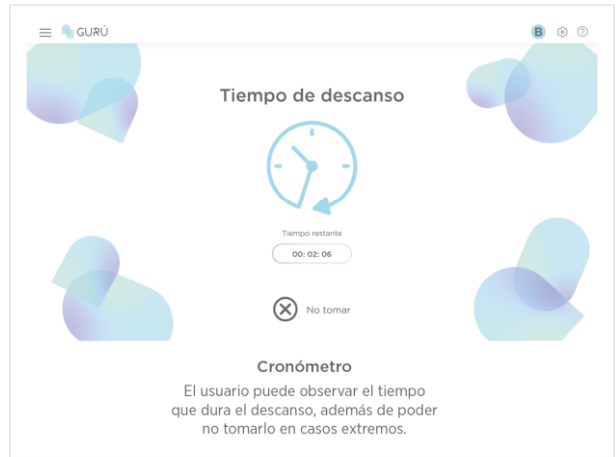 GURÚ
B
?
Tiempo de descanso
Tiempo restante
00: 02: 06
No tomar
Cronómetro
El usuario puede observar el tiempo
que dura el descanso, además de poder
no tomarlo en casos extremos.